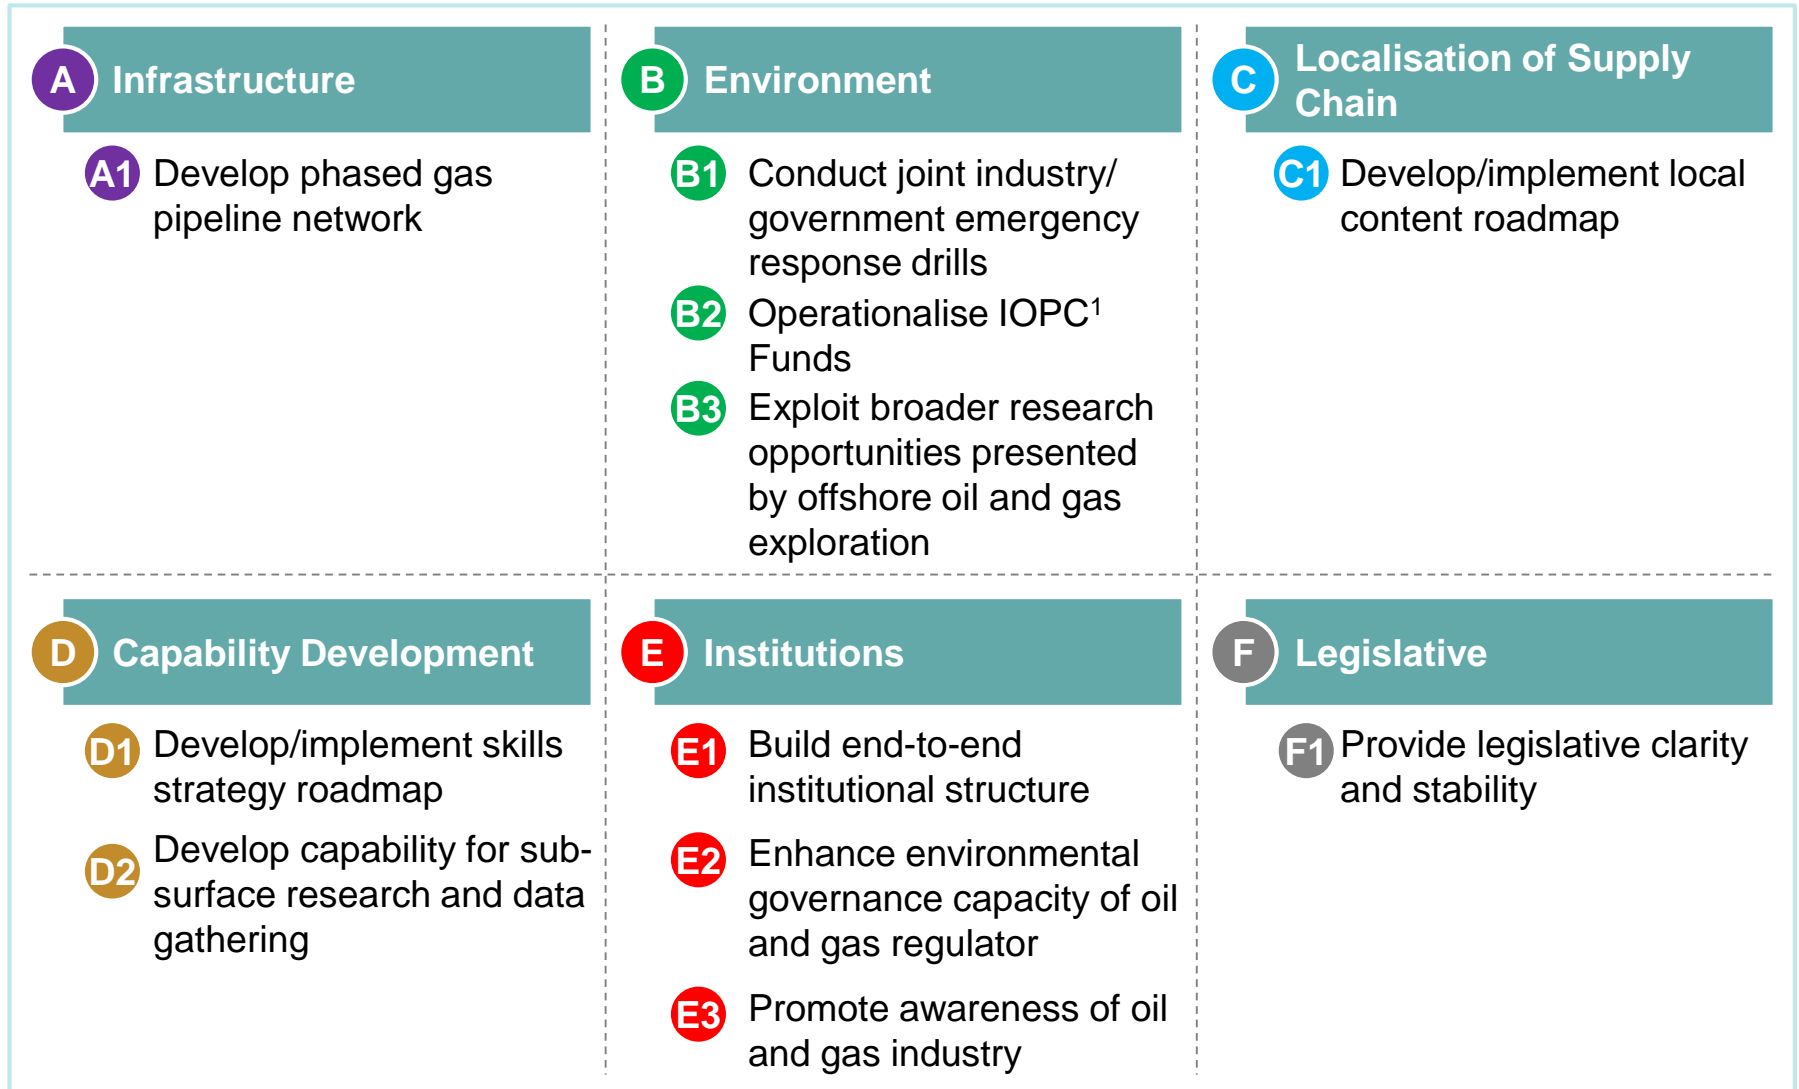 A Infrastructure
A1 Develop phased gas
pipeline network
B Environment
B1 Conduct joint industry/
government emergency
response drills
B2 Operationalise IOPC¹
Funds
B3 Exploit broader research
opportunities presented
by offshore oil and gas
exploration
C Localisation of Supply
Chain
C1 Develop/implement local
content roadmap
D Capability Development
D1 Develop/implement skills
strategy roadmap
D2 Develop capability for sub-
surface research and data
gathering
E Institutions
E1 Build end-to-end
institutional structure
E2 Enhance environmental
governance capacity of oil
and gas regulator
E3 Promote awareness of oil
and gas industry
F Legislative
F1 Provide legislative clarity
and stability